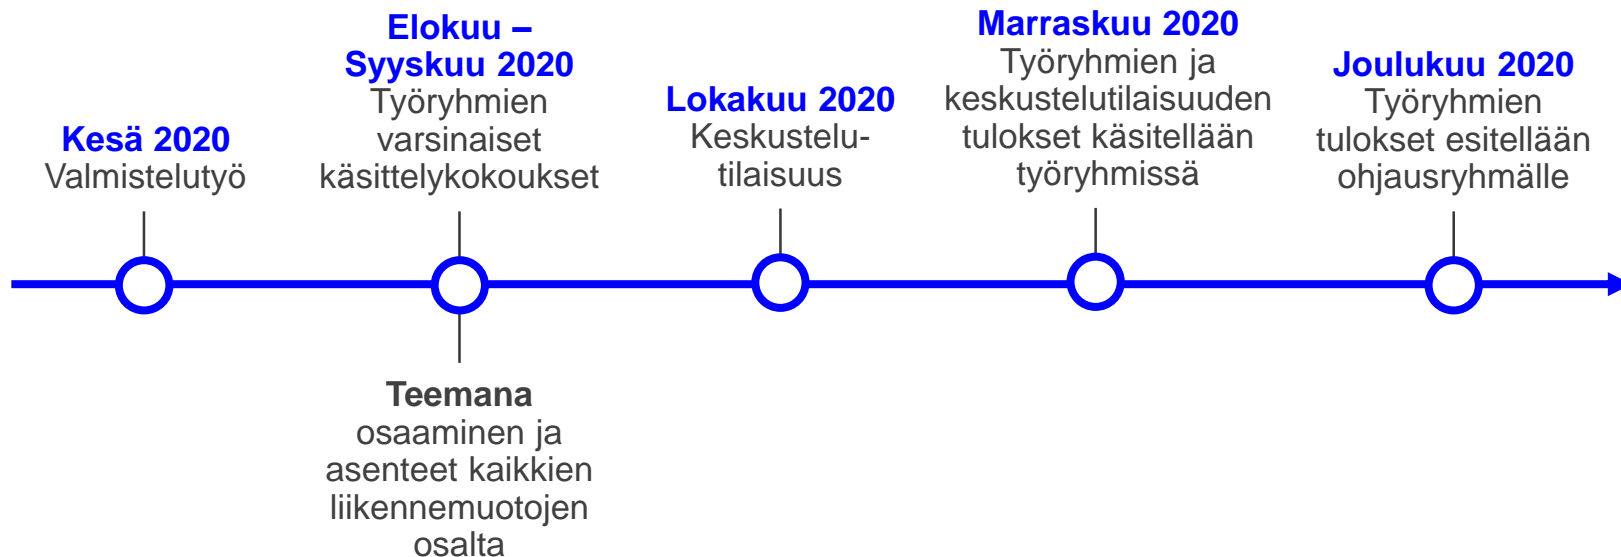 Kesä 2020
Valmistelutyö
Elokuu –
Syyskuu 2020
Työryhmien
varsinaiset
käsittelykokoukset
Teemana
osaaminen ja
asenteet kaikkien
liikennemuotojen
osalta
Lokakuu 2020
Keskustelu-
tilaisuus
Marraskuu 2020
Työryhmien ja
keskustelutilaisuuden
tulokset käsitellään
työryhmissä
Joulukuu 2020
Työryhmien
tulokset esitellään
ohjausryhmälle